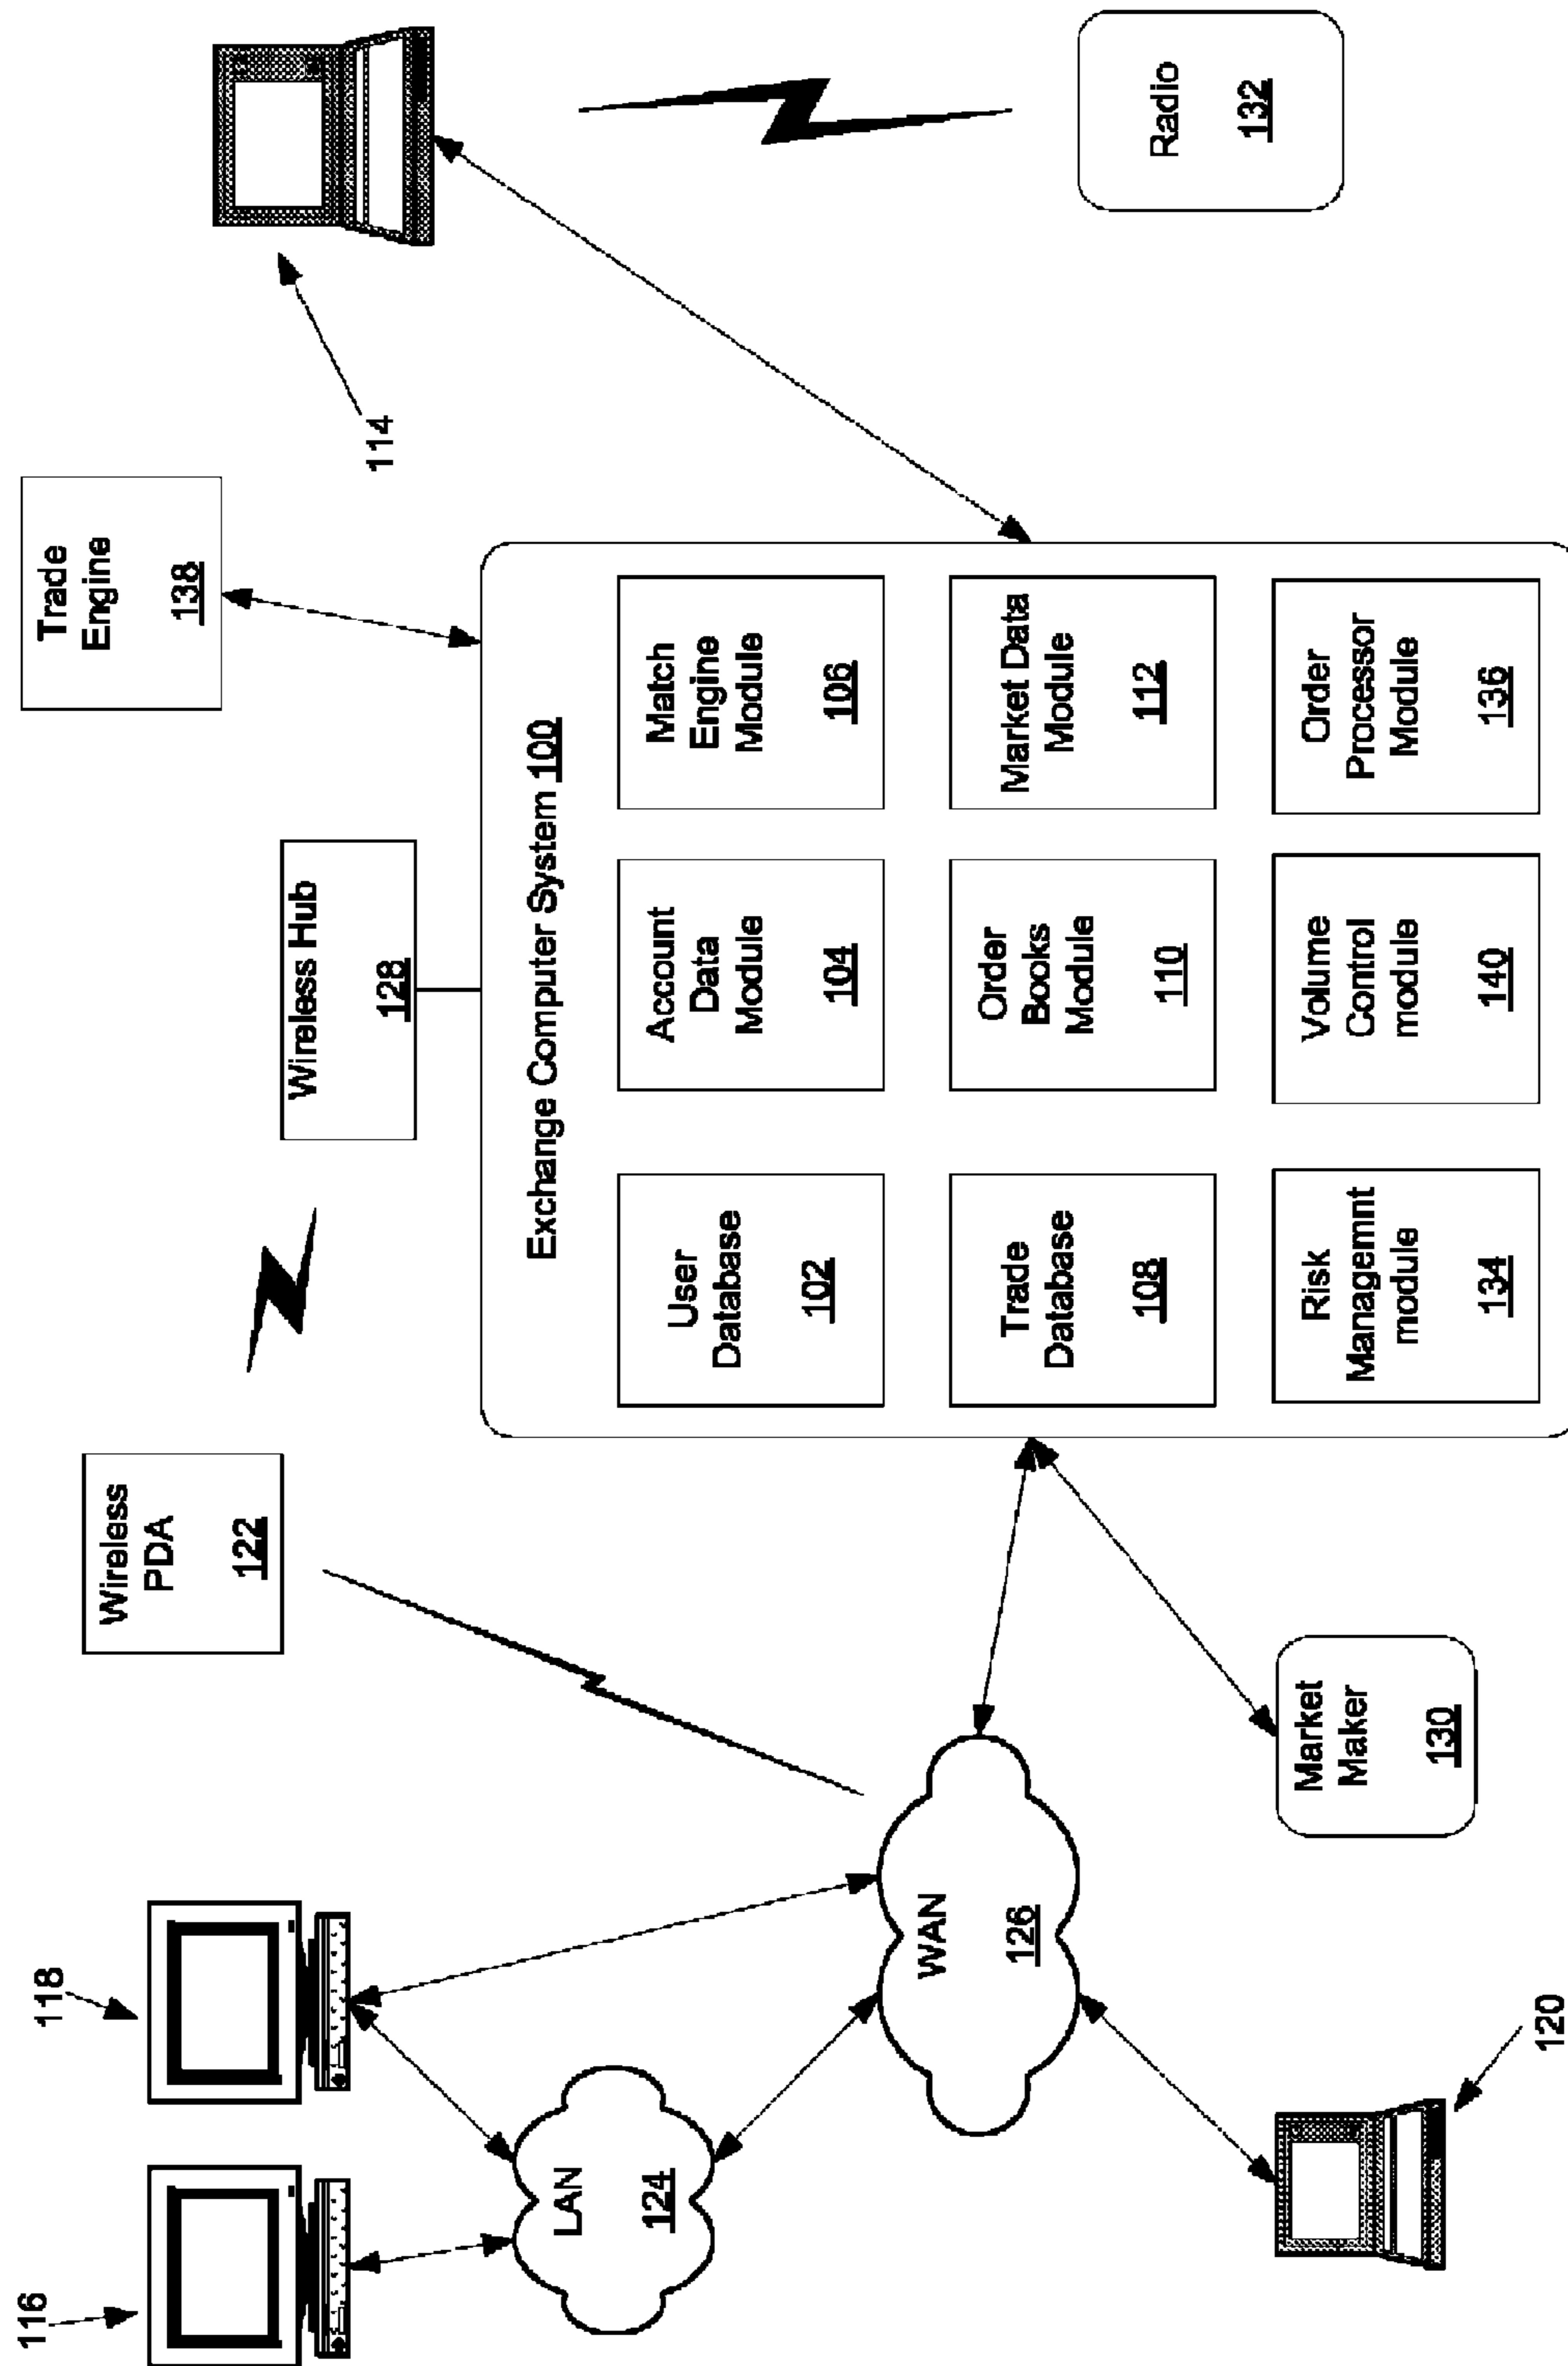 116
118
Wireless
PDA
122
Wireless Hub
128
Trade
Engine
138
114
LAN
124
WAN
126
120
Market
Maker
130
Exchange Computer System 100
User
Database
102
Account
Data
Module
104
Match
Engine
Module
106
Trade
Database
108
Order
Books
Module
110
Market Data
Module
112
Risk
Managemnt
module
134
Volume
Control
module
140
Order
Processor
Module
136
Radio
132